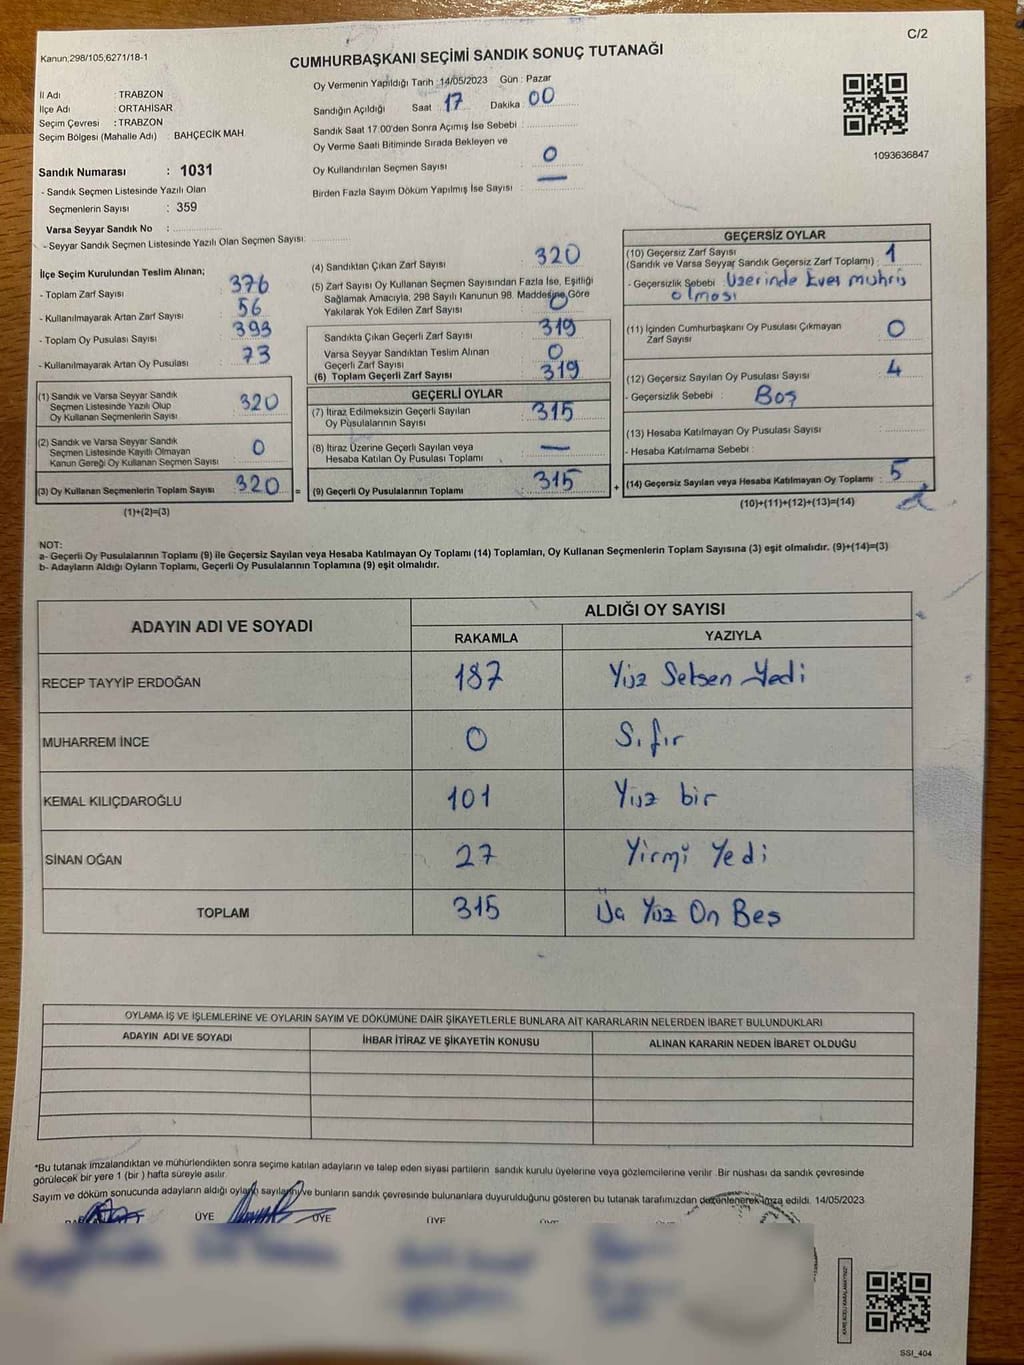 C/2
Kanun;298/105;6271/18-1
CUMHURBAŞKANI SEÇİMİ SANDIK SONUÇ TUTANAĞI
İl Adı : TRABZON
İlçe Adı : ORTAHİSAR
Seçim Çevresi : TRABZON
Seçim Bölgesi (Mahalle Adı) : BAHÇECİK MAH
Sandık Numarası : 1031
- Sandık Seçmen Listesinde Yazılı Olan
Seçmenlerin Sayısı : 359
Varsa Seyyar Sandık No :
- Seyyar Sandık Seçmen Listesinde Yazılı Olan Seçmen Sayısı:
Oy Vermenin Yapıldığı Tarih :14/05/2023 Gün : Pazar
Sandığın Açıldığı Saat 17 Dakika 00
Sandık Saat 17:00'den Sonra Açımış İse Sebebi :
Oy Verme Saati Bitiminde Sırada Bekleyen ve
Oy Kullandırılan Seçmen Sayısı 0
Birden Fazla Sayım Döküm Yapılmış İse Sayısı : —
1093636847
İlçe Seçim Kurulundan Teslim Alınan;
- Toplam Zarf Sayısı : 376
- Kullanılmayarak Artan Zarf Sayısı : 56
- Toplam Oy Pusulası Sayısı : 393
- Kullanılmayarak Artan Oy Pusulası : 73
(1) Sandık ve Varsa Seyyar Sandık
Seçmen Listesinde Yazılı Olup
Oy Kullanan Seçmenlerin Sayısı : 320
(2) Sandık ve Varsa Seyyar Sandık
Seçmen Listesinde Kayıtlı Olmayan
Kanun Gereği Oy Kullanan Seçmen Sayısı : 0
(3) Oy Kullanan Seçmenlerin Toplam Sayısı : 320 =
(1)+(2)=(3)
(4) Sandıktan Çıkan Zarf Sayısı : 320
(5) Zarf Sayısı Oy Kullanan Seçmen Sayısından Fazla İse, Eşitliği
Sağlamak Amacıyla, 298 Sayılı Kanunun 98. Maddesine Göre
Yakılarak Yok Edilen Zarf Sayısı : 0
Sandıkta Çıkan Geçerli Zarf Sayısı : 319
Varsa Seyyar Sandıktan Teslim Alınan
Geçerli Zarf Sayısı : 0
(6) Toplam Geçerli Zarf Sayısı : 319
GEÇERLİ OYLAR
(7) İtiraz Edilmeksizin Geçerli Sayılan
Oy Pusulalarının Sayısı : 315
(8) İtiraz Üzerine Geçerli Sayılan veya
Hesaba Katılan Oy Pusulası Toplamı : —
(9) Geçerli Oy Pusulalarının Toplamı : 315 +
GEÇERSİZ OYLAR
(10) Geçersiz Zarf Sayısı
(Sandık ve Varsa Seyyar Sandık Geçersiz Zarf Toplamı) : 1
- Geçersizlik Sebebi : Üzerinde Evet mührü
olması
(11) İçinden Cumhurbaşkanı Oy Pusulası Çıkmayan
Zarf Sayısı : 0
(12) Geçersiz Sayılan Oy Pusulası Sayısı : 4
- Geçersizlik Sebebi : Boş
(13) Hesaba Katılmayan Oy Pusulası Sayısı :
- Hesaba Katılmama Sebebi :
(14) Geçersiz Sayılan veya Hesaba Katılmayan Oy Toplamı : 5
(10)+(11)+(12)+(13)=(14)
NOT:
a- Geçerli Oy Pusulalarının Toplamı (9) ile Geçersiz Sayılan veya Hesaba Katılmayan Oy Toplamı (14) Toplamları, Oy Kullanan Seçmenlerin Toplam Sayısına (3) eşit olmalıdır. (9)+(14)=(3)
b- Adayların Aldığı Oyların Toplamı, Geçerli Oy Pusulalarının Toplamına (9) eşit olmalıdır.
ADAYIN ADI VE SOYADI ALDIĞI OY SAYISI
RAKAMLA YAZIYLA
RECEP TAYYİP ERDOĞAN 187 Yüz Seksen Yedi
MUHARREM İNCE 0 Sıfır
KEMAL KILIÇDAROĞLU 101 Yüz bir
SİNAN OĞAN 27 Yirmi Yedi
TOPLAM 315 Üç Yüz On Beş
OYLAMA İŞ VE İŞLEMLERİNE VE OYLARIN SAYIM VE DÖKÜMÜNE DAİR ŞİKAYETLERLE BUNLARA AİT KARARLARIN NELERDEN İBARET BULUNDUKLARI
ADAYIN ADI VE SOYADI İHBAR İTİRAZ VE ŞİKAYETİN KONUSU ALINAN KARARIN NEDEN İBARET OLDUĞU
*Bu tutanak imzalandıktan ve mühürlendikten sonra seçime katılan adayların ve talep eden siyasi partilerin sandık kurulu üyelerine veya gözlemcilerine verilir. Bir nüshası da sandık çevresinde
görülecek bir yere 1 (bir ) hafta süreyle asılır.
Sayım ve döküm sonucunda adayların aldığı oyların sayılarını ve bunların sandık çevresinde bulunanlara duyurulduğunu gösteren bu tutanak tarafımızdan düzenlenerek imza edildi. 14/05/2023
ÜYE ÜYE ÜYE
SSI_404